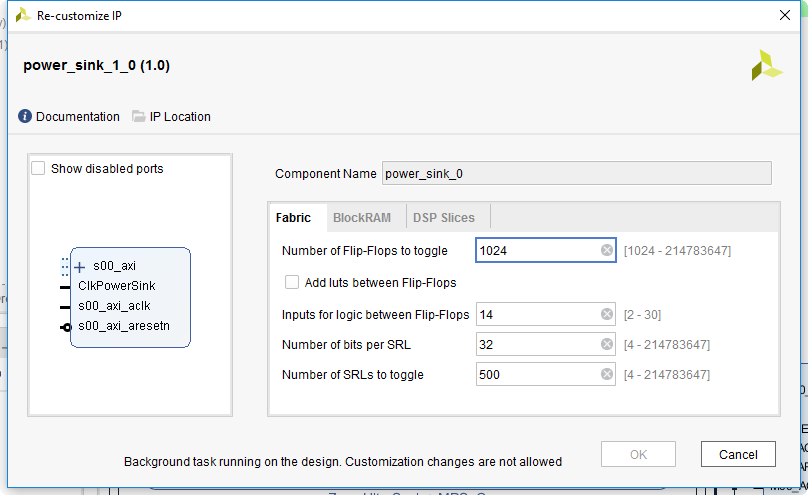 Re-customize IP
power_sink_1_0 (1.0)
Documentation IP Location
Show disabled ports
Component Name power_sink_0
Fabric BlockRAM DSP Slices
Number of Flip-Flops to toggle 1024 [1024 - 214783647]
Add luts between Flip-Flops
Inputs for logic between Flip-Flops 14 [2 - 30]
Number of bits per SRL 32 [4 - 214783647]
Number of SRLs to toggle 500 [4 - 214783647]
s00_axi
ClkPowerSink
s00_axi_aclk
s00_axi_aresetn
Background task running on the design. Customization changes are not allowed
OK Cancel